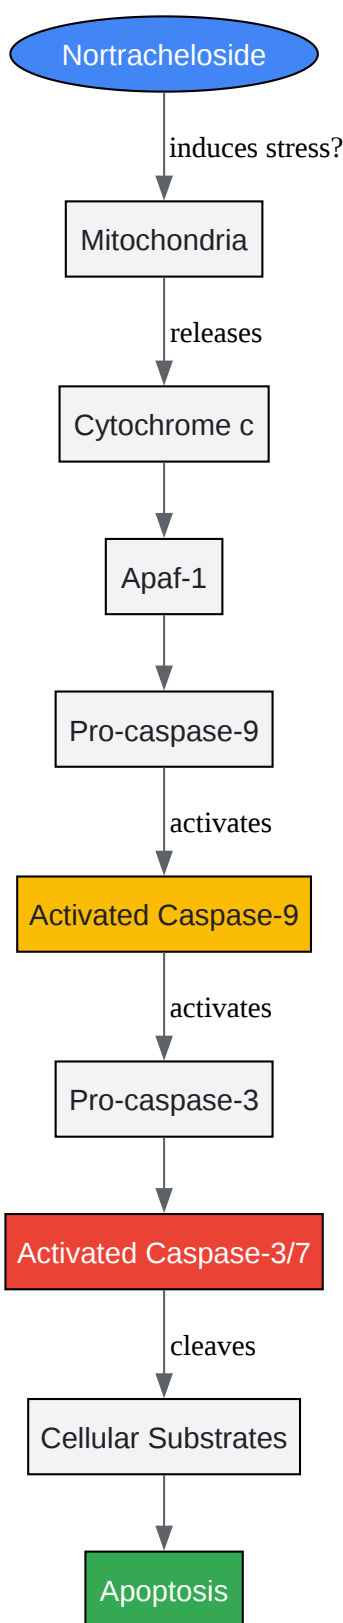 Nortracheloside
induces stress?
Mitochondria
releases
Cytochrome c
Apaf-1
Pro-caspase-9
activates
Activated Caspase-9
activates
Pro-caspase-3
Activated Caspase-3/7
cleaves
Cellular Substrates
Apoptosis